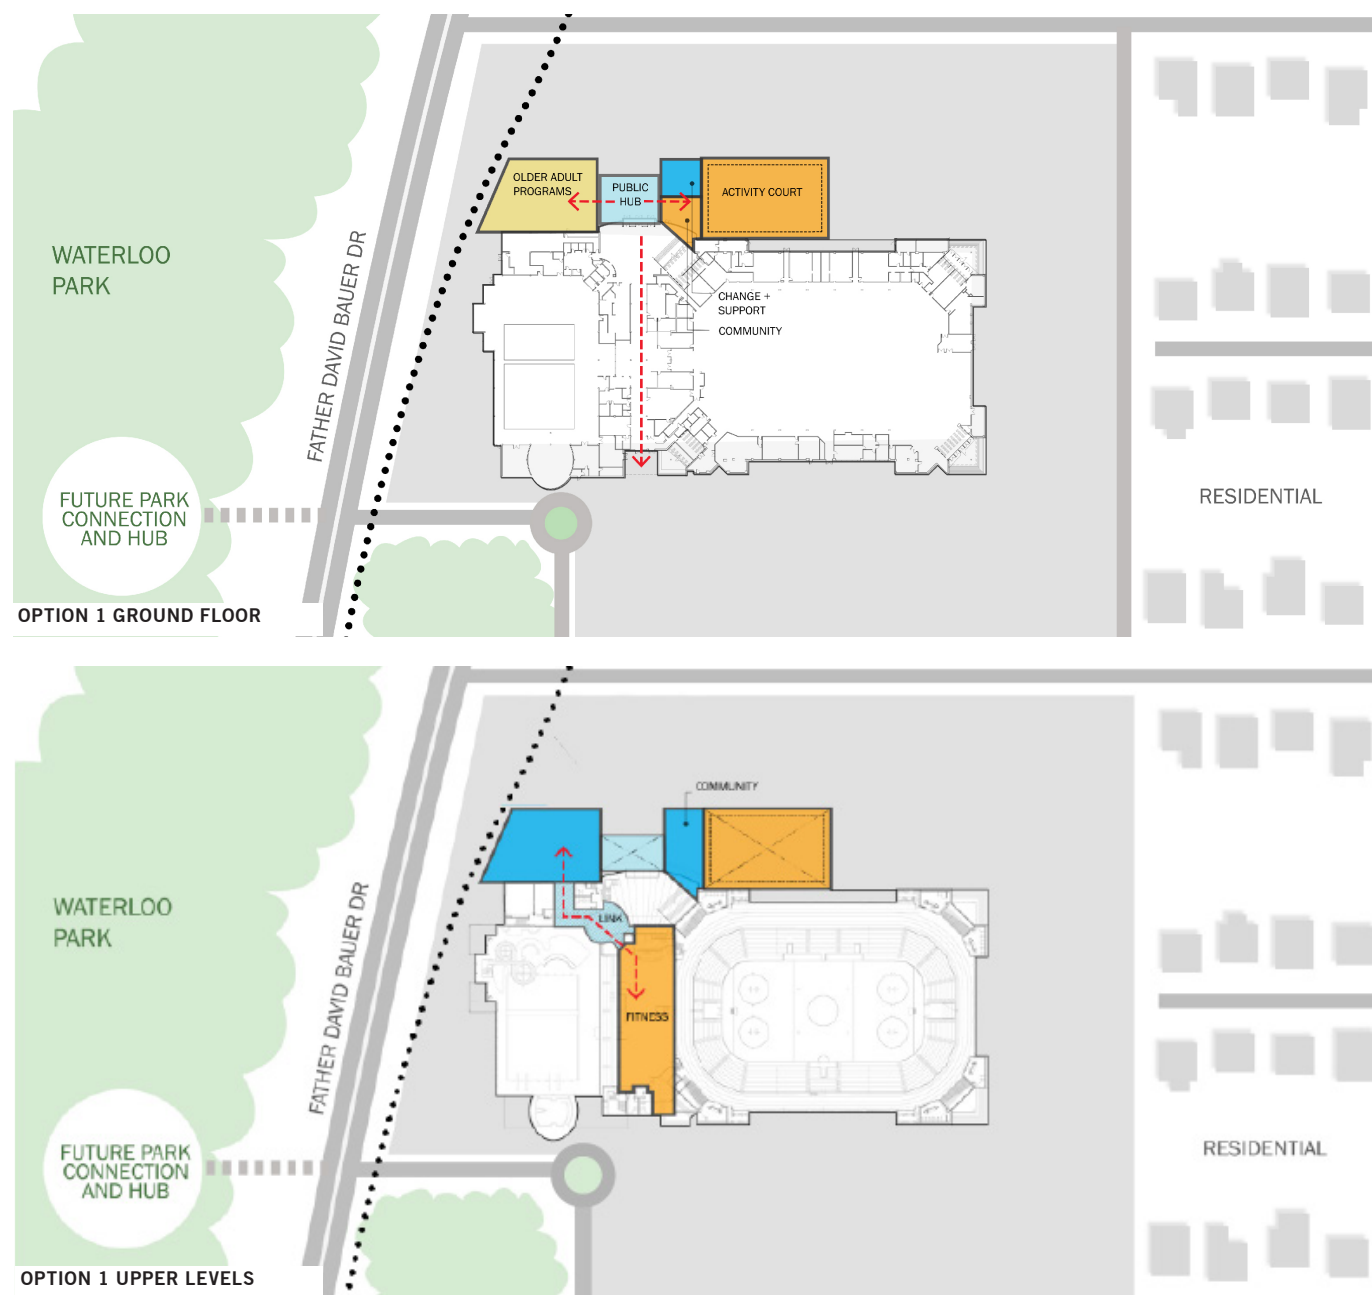 OLDER ADULT
PROGRAMS
PUBLIC
HUB
ACTIVITY COURT
WATERLOO
PARK
FATHER DAVID BAUER DR
CHANGE +
SUPPORT
COMMUNITY
FUTURE PARK
CONNECTION
AND HUB
RESIDENTIAL
OPTION 1 GROUND FLOOR
COMMUNITY
WATERLOO
PARK
FATHER DAVID BAUER DR
LINK
FITNESS
FUTURE PARK
CONNECTION
AND HUB
RESIDENTIAL
OPTION 1 UPPER LEVELS